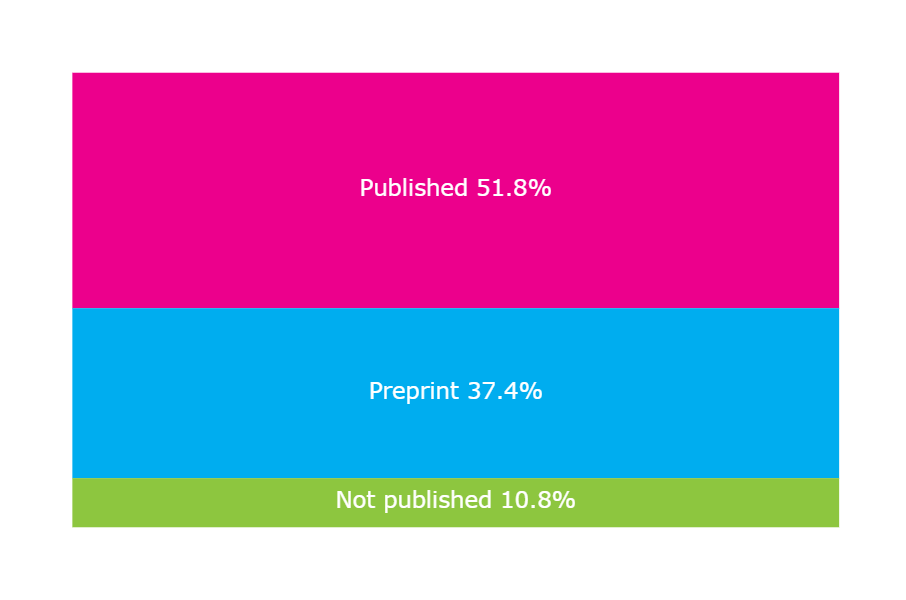 Published 51.8%
Preprint 37.4%
Not published 10.8%